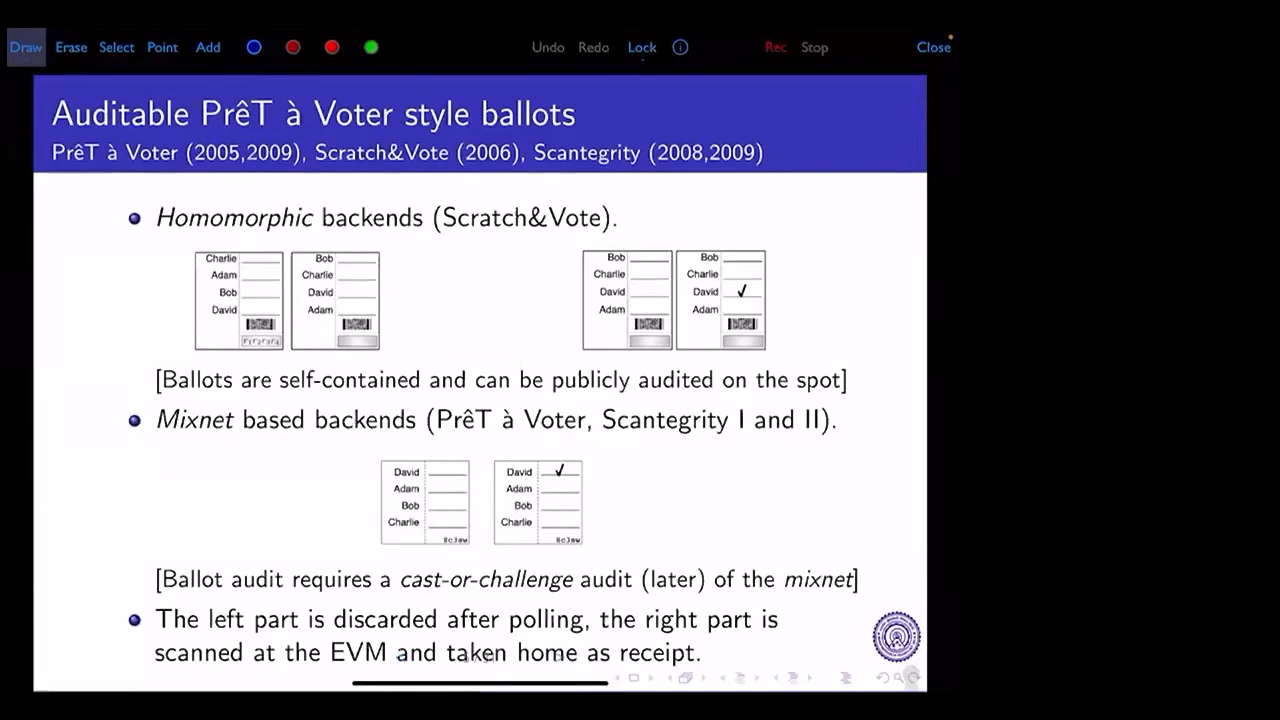 Draw Erase Select Point Add Undo Redo Lock Rec Stop Close
Auditable PrêT à Voter style ballots
PrêT à Voter (2005,2009), Scratch&Vote (2006), Scantegrity (2008,2009)
Homomorphic backends (Scratch&Vote).
Charlie Bob Bob Bob
Adam Charlie Charlie Charlie
Bob David David David ✓
David Adam Adam Adam
[Ballots are self-contained and can be publicly audited on the spot]
Mixnet based backends (PrêT à Voter, Scantegrity I and II).
David David ✓
Adam Adam
Bob Bob
Charlie Charlie
[Ballot audit requires a cast-or-challenge audit (later) of the mixnet]
The left part is discarded after polling, the right part is
scanned at the EVM and taken home as receipt.